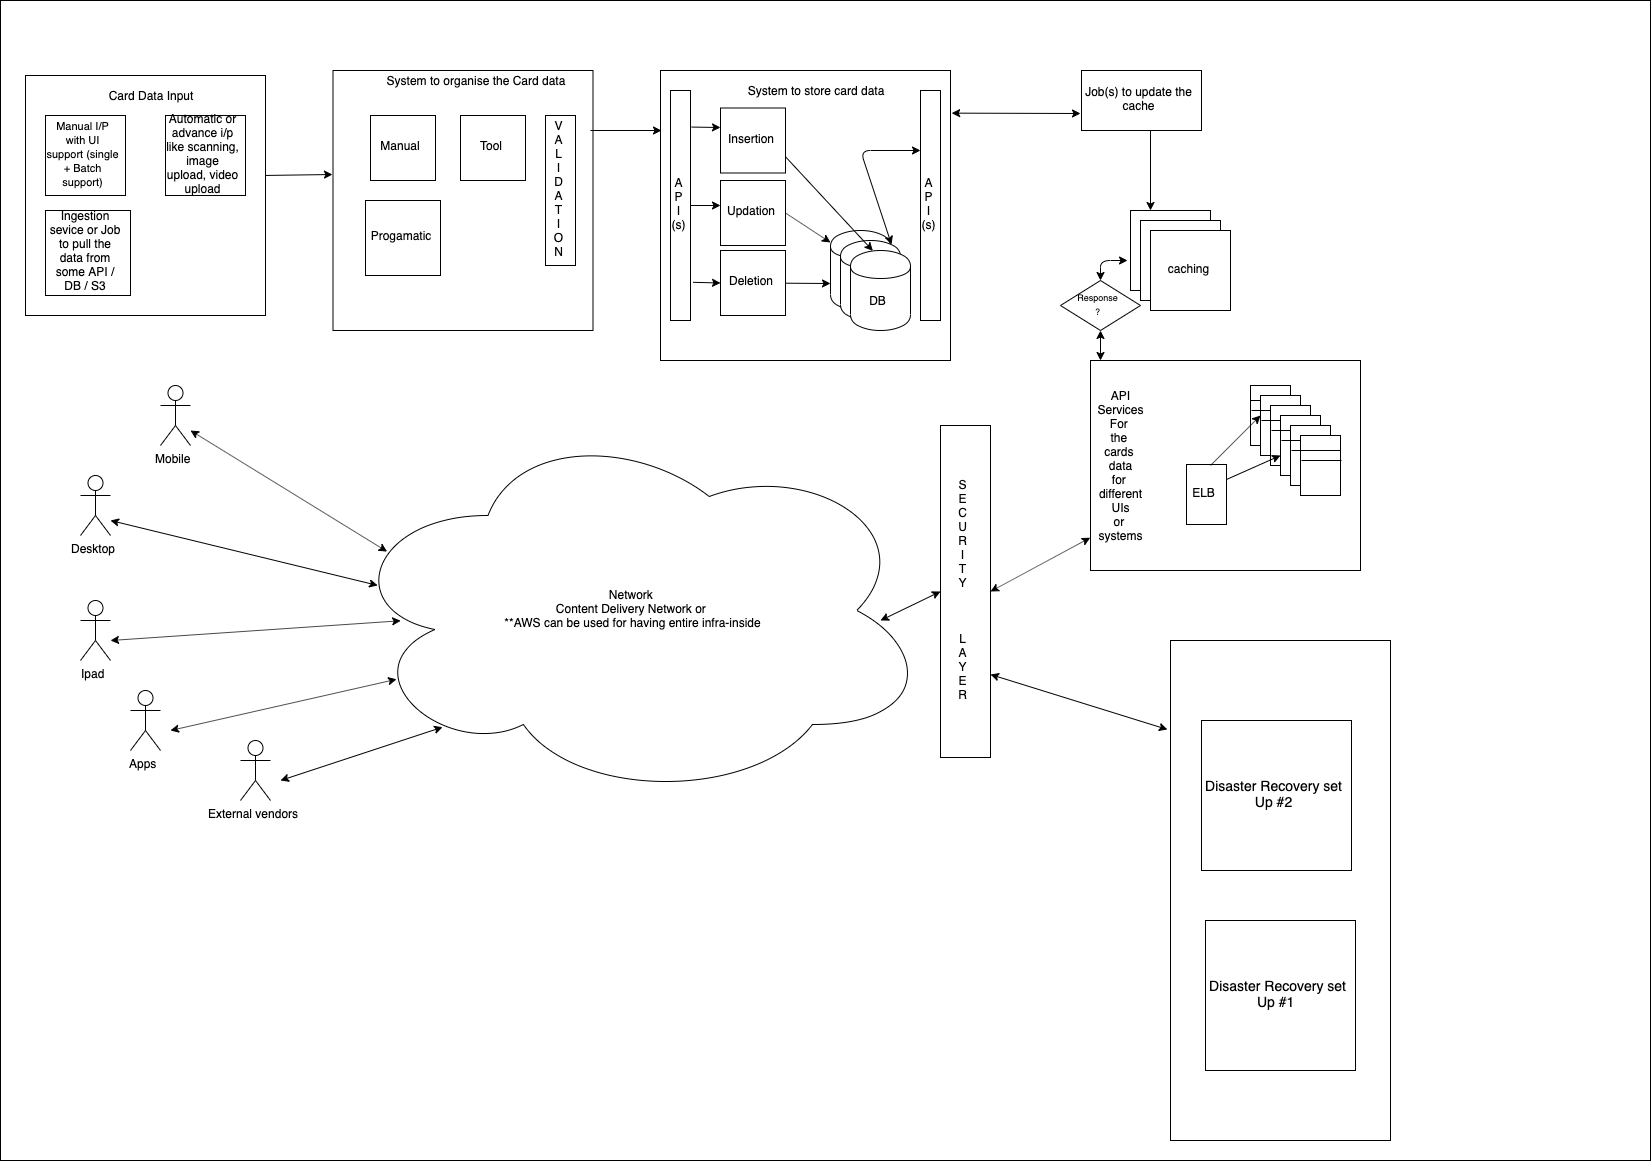 Card Data Input
Manual I/P
with UI
support (single
+ Batch
support)
Automatic or
advance i/p
like scanning,
image
upload, video
upload
Ingestion
sevice or Job
to pull the
data from
some API /
DB / S3
System to organise the Card data
Manual
Tool
Progamatic
V
A
L
I
D
A
T
I
O
N
System to store card data
A
P
I
(s)
Insertion
Updation
Deletion
DB
A
P
I
(s)
Job(s) to update the
cache
caching
Response
?
API
Services
For
the
cards
data
for
different
UIs
or
systems
ELB
Mobile
Desktop
Ipad
Apps
External vendors
Network
Content Delivery Network or
**AWS can be used for having entire infra-inside
S
E
C
U
R
I
T
Y
L
A
Y
E
R
Disaster Recovery set
Up #2
Disaster Recovery set
Up #1